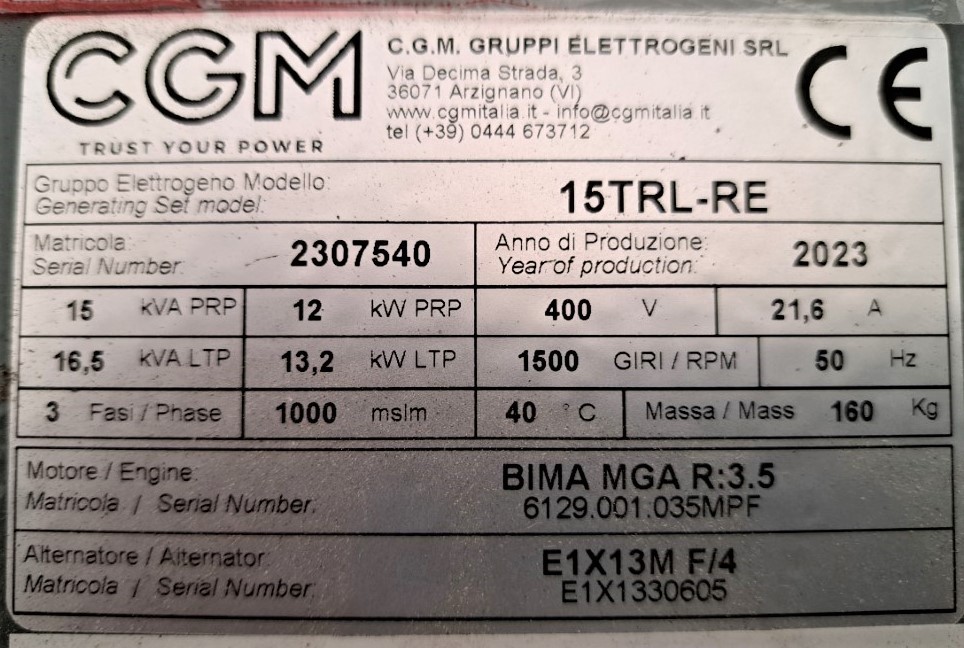 CGM
TRUST YOUR POWER
C.G.M. GRUPPI ELETTROGENI SRL
Via Decima Strada, 3
36071 Arzignano (VI)
www.cgmitalia.it - info@cgmitalia.it
tel (+39) 0444 673712
CE
Gruppo Elettrogeno Modello:
Generating Set model:
15TRL-RE
Matricola:
Serial Number:
2307540
Anno di Produzione:
Year of production:
2023
15 kVA PRP 12 kW PRP 400 V 21,6 A
16,5 kVA LTP 13,2 kW LTP 1500 GIRI / RPM 50 Hz
3 Fasi / Phase 1000 mslm 40 °C Massa / Mass 160 Kg
Motore / Engine:
Matricola / Serial Number:
BIMA MGA R:3.5
6129.001.035MPF
Alternatore / Alternator:
Matricola / Serial Number:
E1X13M F/4
E1X1330605